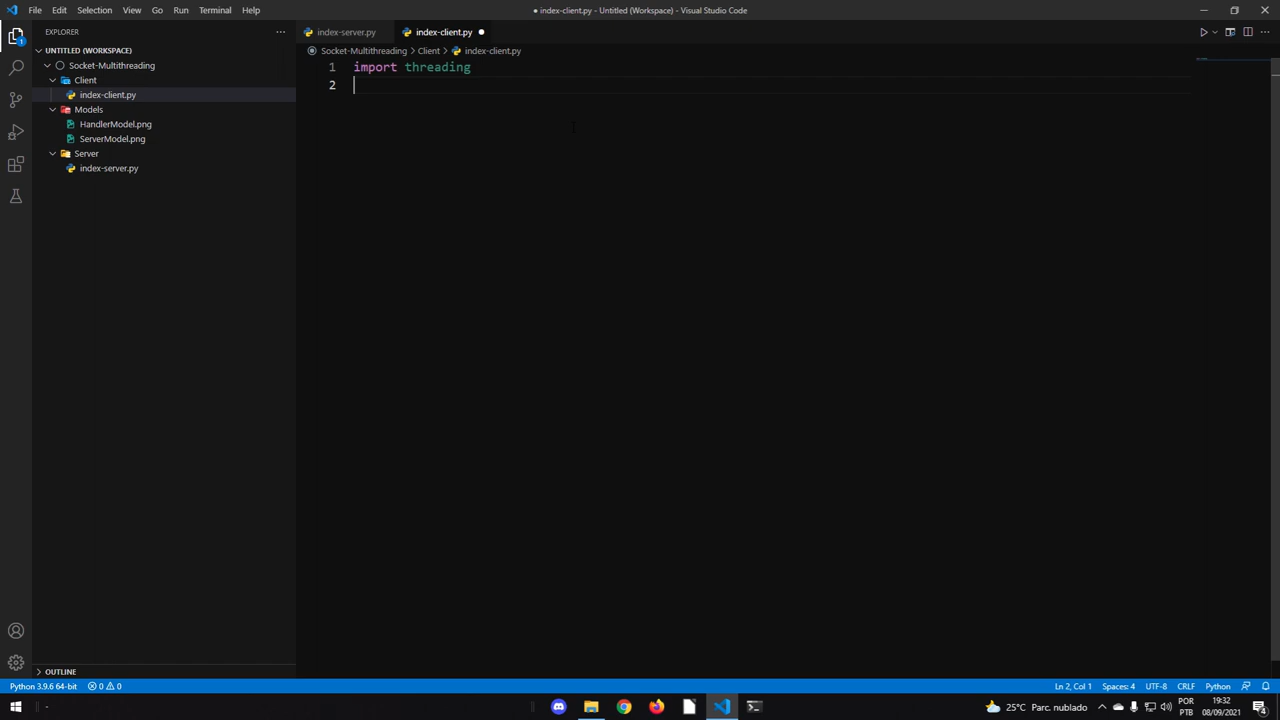 File Edit Selection View Go Run Terminal Help
● index-client.py - Untitled (Workspace) - Visual Studio Code
EXPLORER
index-server.py
index-client.py
UNTITLED (WORKSPACE)
Socket-Multithreading > Client > index-client.py
Socket-Multithreading
Client
index-client.py
Models
HandlerModel.png
ServerModel.png
Server
index-server.py
1 import threading
2
1
OUTLINE
Python 3.9.6 64-bit 0 0
Ln 2, Col 1 Spaces: 4 UTF-8 CRLF Python
25°C Parc. nublado
POR
PTB
19:32
08/09/2021
4